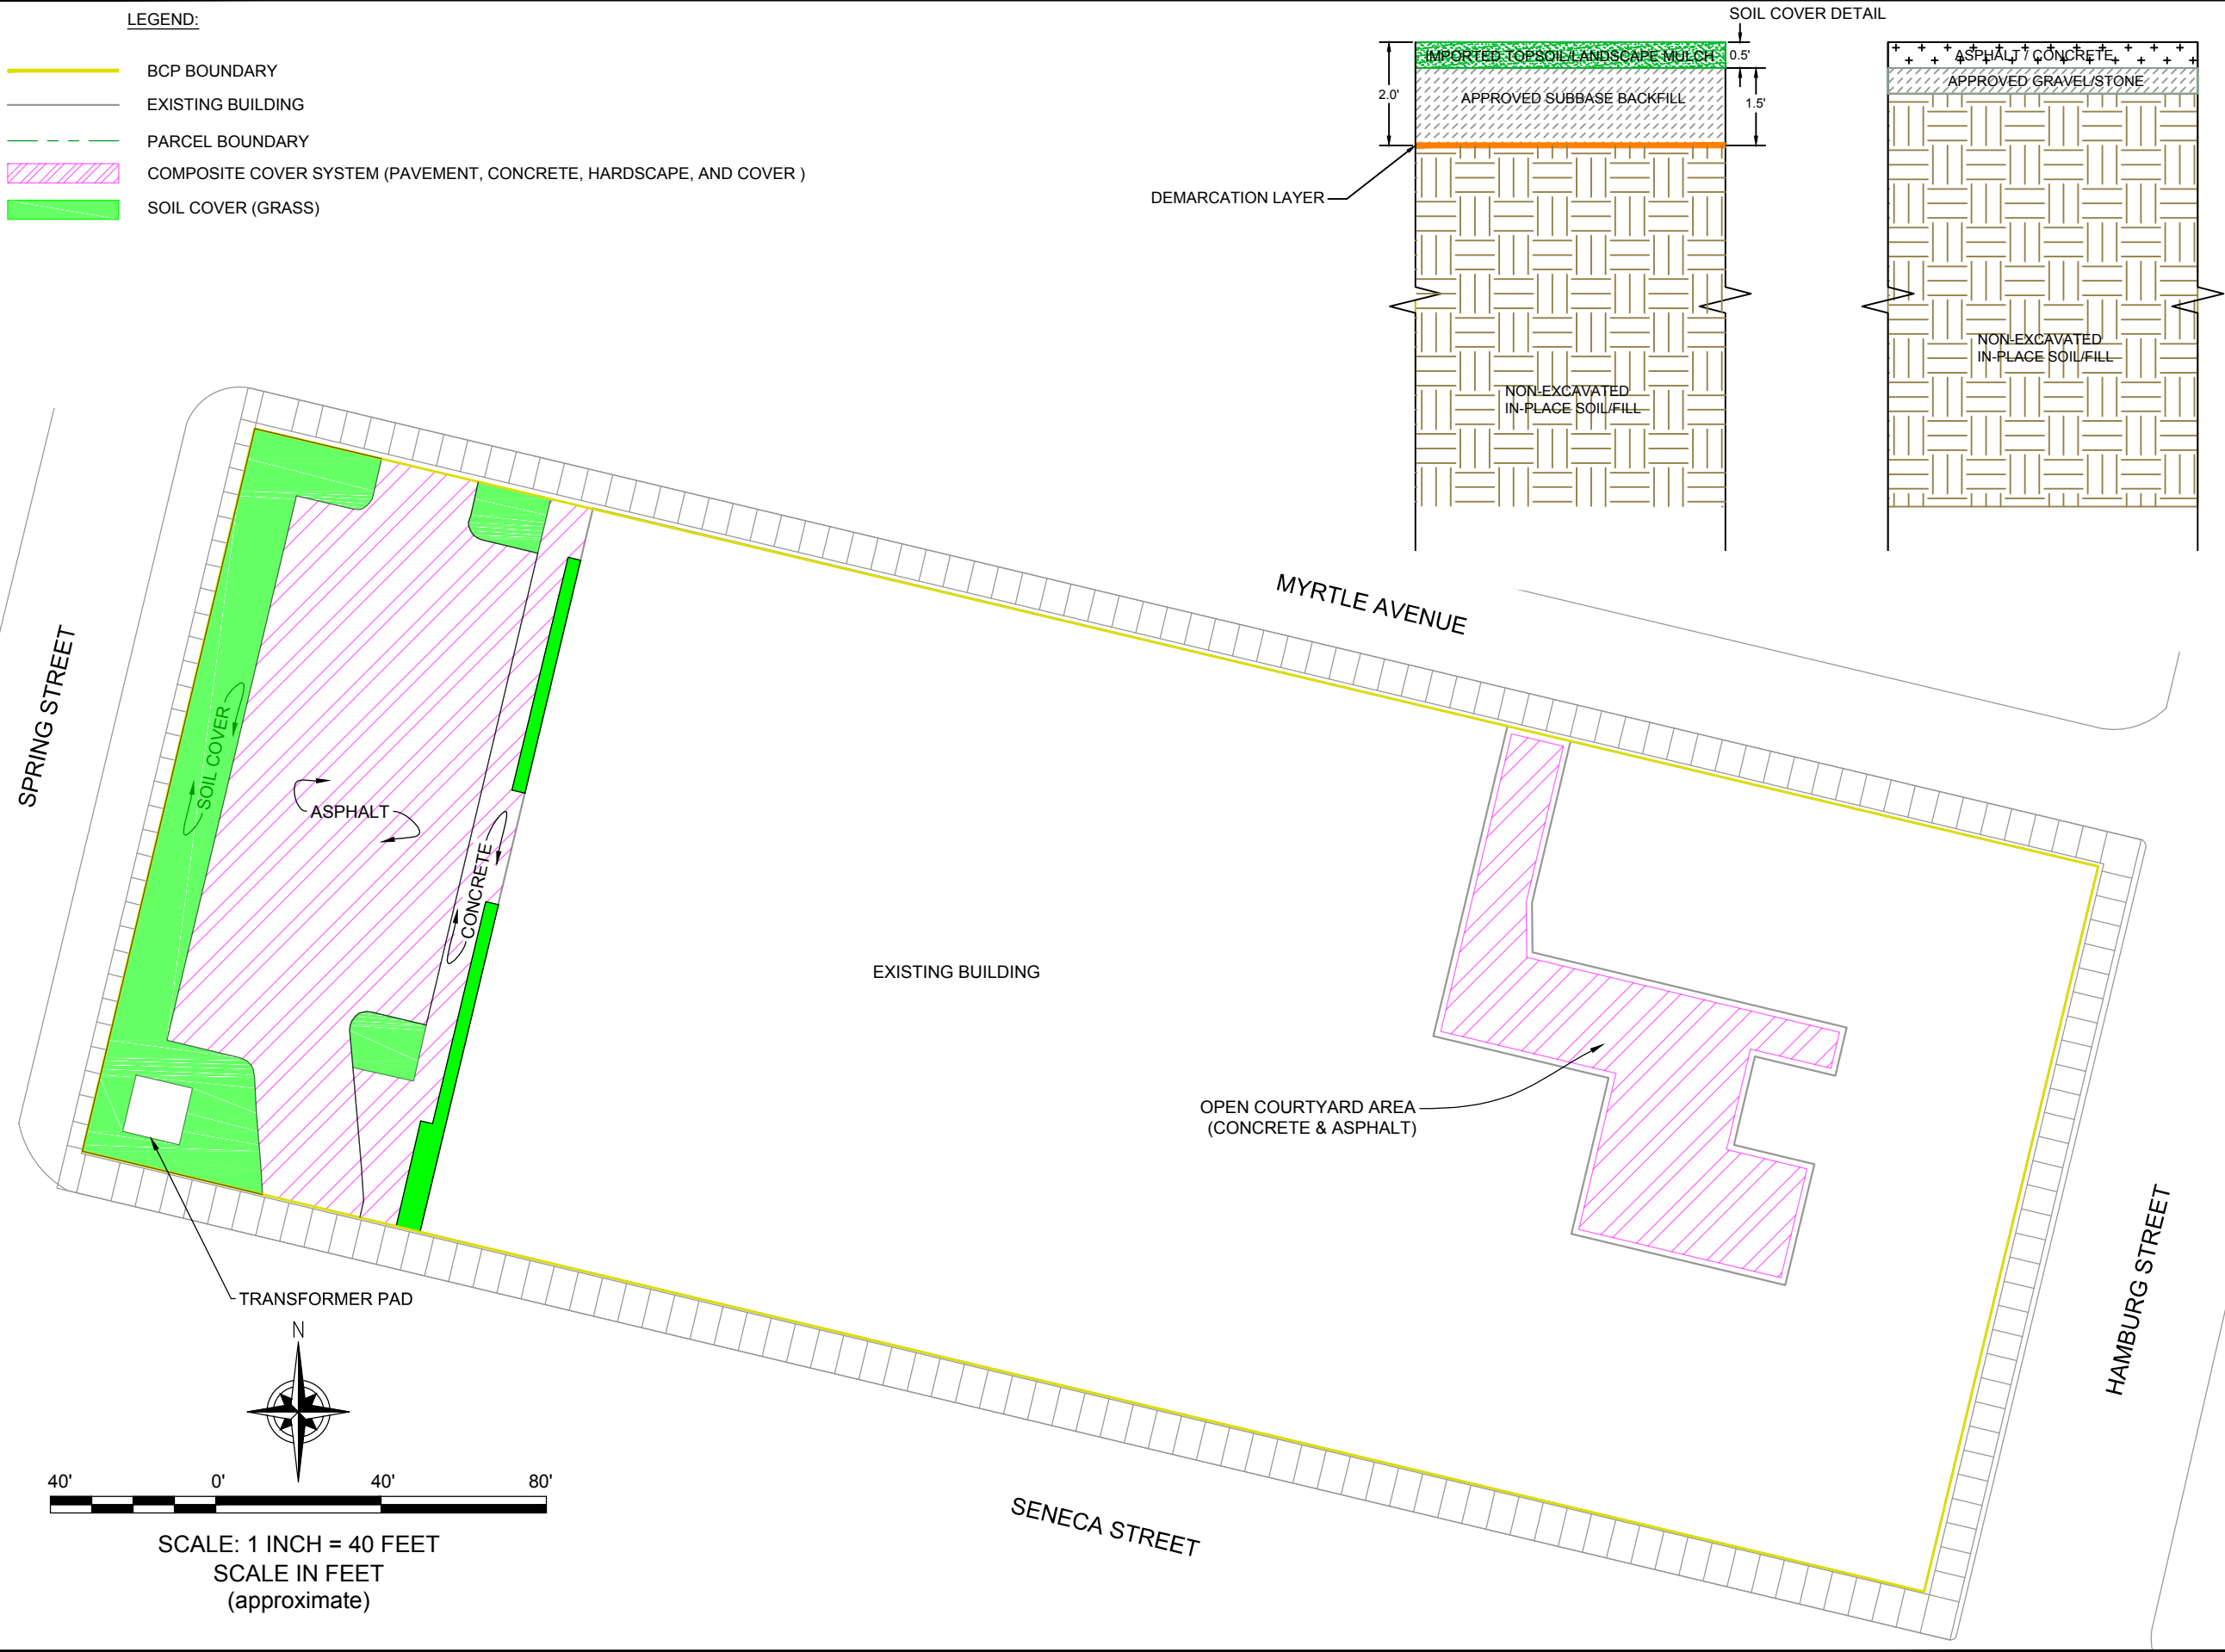 LEGEND:
BCP BOUNDARY
EXISTING BUILDING
PARCEL BOUNDARY
COMPOSITE COVER SYSTEM (PAVEMENT, CONCRETE, HARDSCAPE, AND COVER )
SOIL COVER (GRASS)
SOIL COVER DETAIL
IMPORTED TOPSOIL/LANDSCAPE MULCH
0.5'
2.0'
APPROVED SUBBASE BACKFILL
1.5'
DEMARCATION LAYER
NON-EXCAVATED
IN-PLACE SOIL/FILL
ASPHALT / CONCRETE
APPROVED GRAVEL/STONE
NON-EXCAVATED
IN-PLACE SOIL/FILL
MYRTLE AVENUE
SPRING STREET
SOIL COVER
ASPHALT
CONCRETE
EXISTING BUILDING
OPEN COURTYARD AREA
(CONCRETE & ASPHALT)
TRANSFORMER PAD
HAMBURG STREET
SENECA STREET
N
40' 0' 40' 80'
SCALE: 1 INCH = 40 FEET
SCALE IN FEET
(approximate)